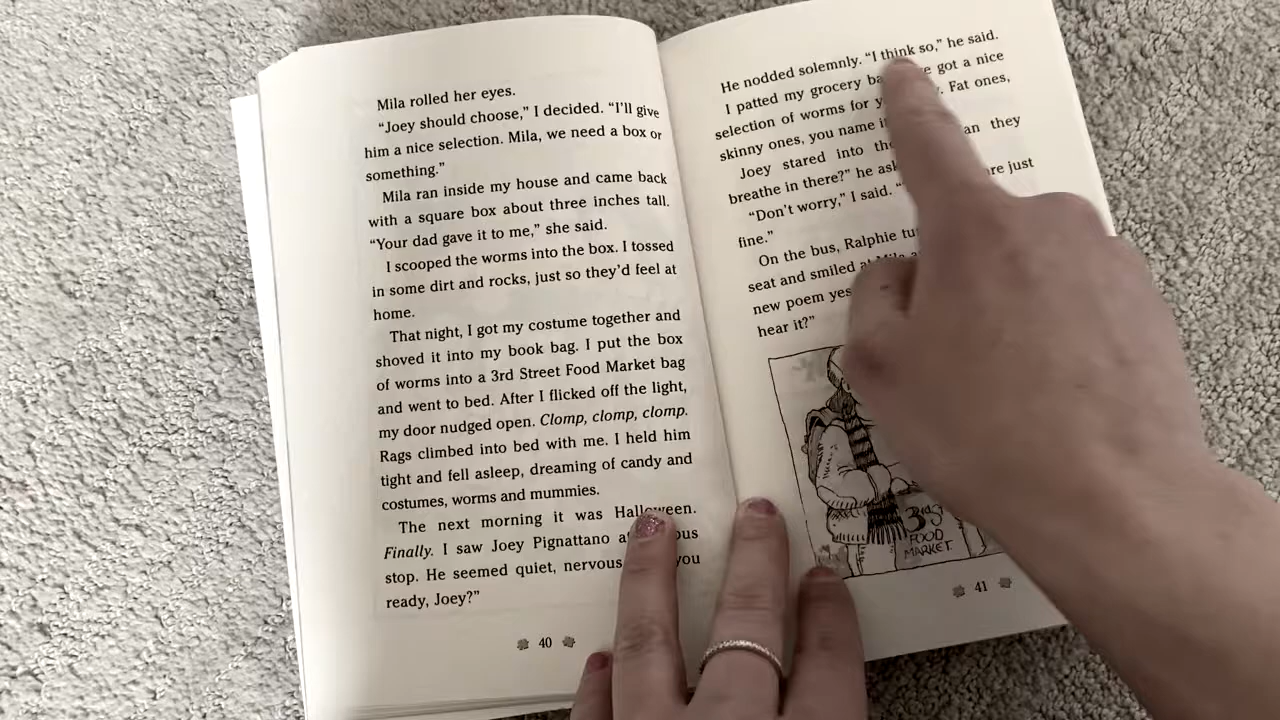 Mila rolled her eyes.
“Joey should choose,” I decided. “I’ll give
him a nice selection. Mila, we need a box or
something.”
Mila ran inside my house and came back
with a square box about three inches tall.
“Your dad gave it to me,” she said.
I scooped the worms into the box. I tossed
in some dirt and rocks, just so they’d feel at
home.
That night, I got my costume together and
shoved it into my book bag. I put the box
of worms into a 3rd Street Food Market bag
and went to bed. After I flicked off the light,
my door nudged open. Clomp, clomp, clomp.
Rags climbed into bed with me. I held him
tight and fell asleep, dreaming of candy and
costumes, worms and mummies.
The next morning it was Halloween.
Finally. I saw Joey Pignattano
stop. He seemed quiet, nervous you
ready, Joey?”
40
He nodded solemnly. “I think so,” he said.
I patted my grocery got a nice
selection of worms for Fat ones,
skinny ones, you name they
Joey stared into
breathe in there?” he
“Don’t worry,” I said. just
fine.”
On the bus, Ralphie
seat and smiled at Mila
new poem
hear it?”
FOOD
MARKET
41